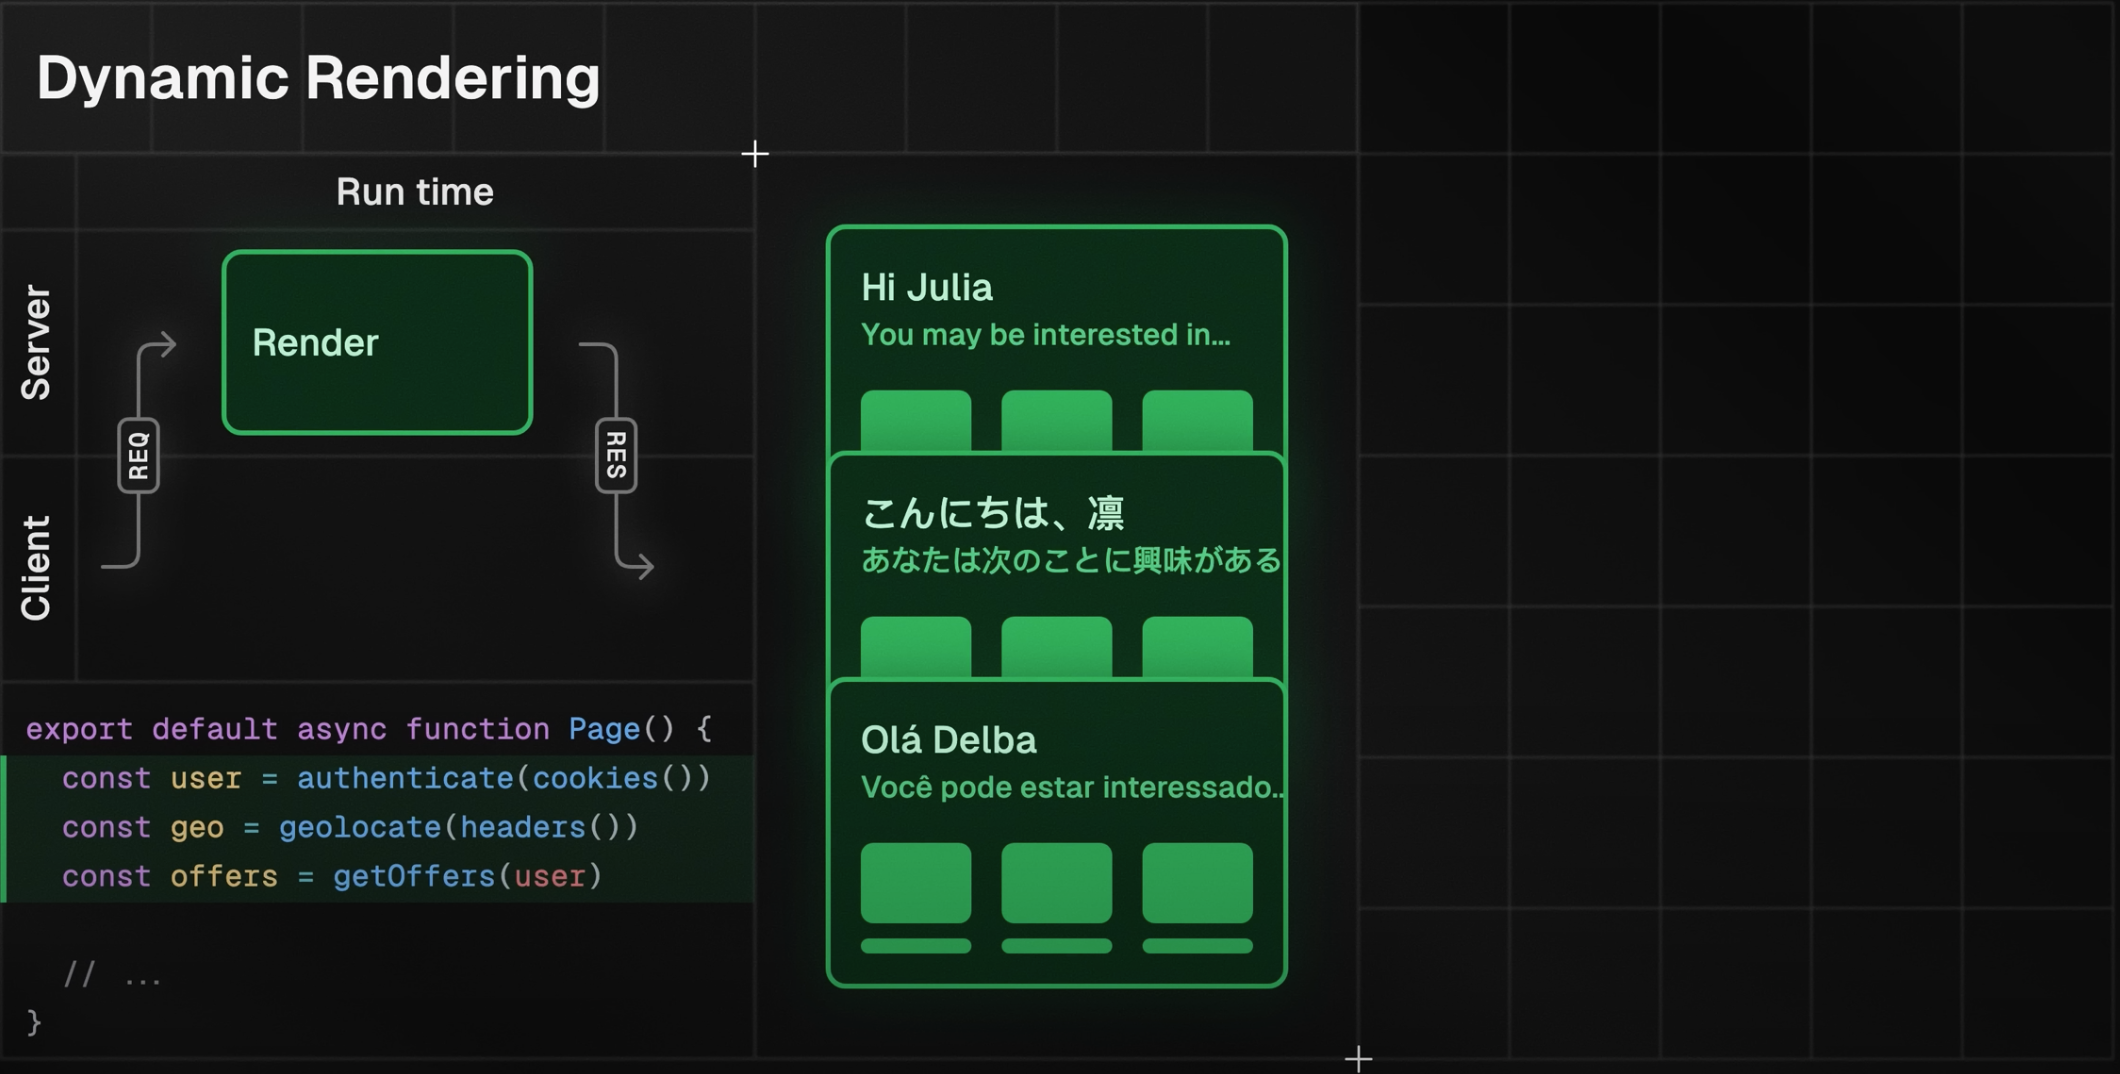 Dynamic Rendering
Run time
Server
Render
REQ
RES
Client
export default async function Page() {
const user = authenticate(cookies())
const geo = geolocate(headers())
const offers = getOffers(user)
// ...
}
Hi Julia
You may be interested in...
こんにちは、凛
あなたは次のことに興味がある
Olá Delba
Você pode estar interessado..